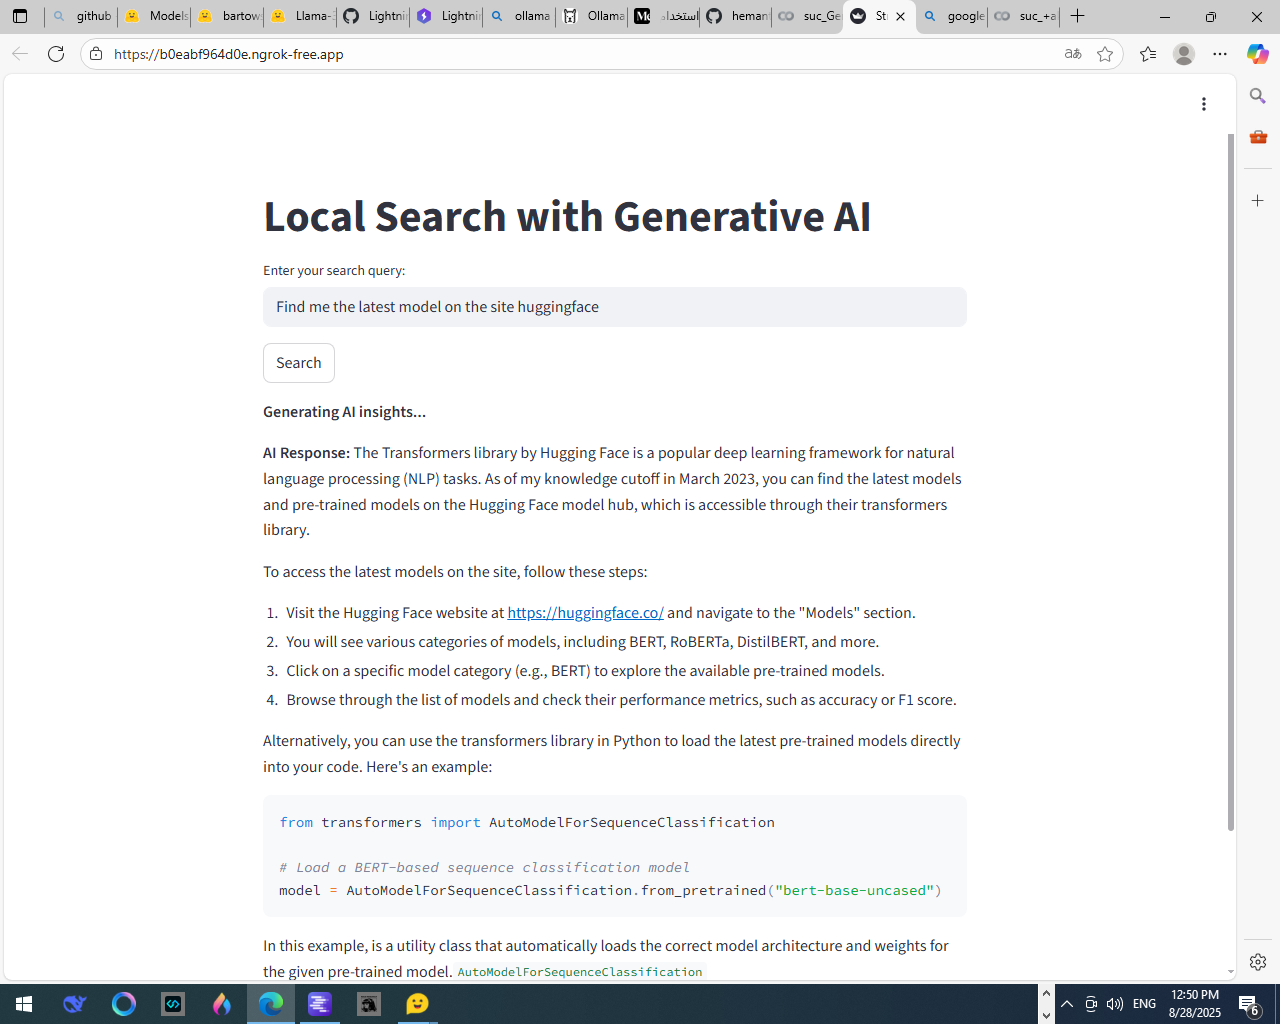 github
Models
bartows
Llama-3
Lightnin
Lightnin
ollama
Ollama
استخداد
heman
suc_Ge
Str
google
suc_+a
https://b0eabf964d0e.ngrok-free.app
Local Search with Generative AI
Enter your search query:
Find me the latest model on the site huggingface
Search
Generating AI insights...
AI Response: The Transformers library by Hugging Face is a popular deep learning framework for natural
language processing (NLP) tasks. As of my knowledge cutoff in March 2023, you can find the latest models
and pre-trained models on the Hugging Face model hub, which is accessible through their transformers
library.
To access the latest models on the site, follow these steps:
1. Visit the Hugging Face website at https://huggingface.co/ and navigate to the "Models" section.
2. You will see various categories of models, including BERT, RoBERTa, DistilBERT, and more.
3. Click on a specific model category (e.g., BERT) to explore the available pre-trained models.
4. Browse through the list of models and check their performance metrics, such as accuracy or F1 score.
Alternatively, you can use the transformers library in Python to load the latest pre-trained models directly
into your code. Here's an example:
from transformers import AutoModelForSequenceClassification
# Load a BERT-based sequence classification model
model = AutoModelForSequenceClassification.from_pretrained("bert-base-uncased")
In this example, is a utility class that automatically loads the correct model architecture and weights for
the given pre-trained model. AutoModelForSequenceClassification
ENG
12:50 PM
8/28/2025
6